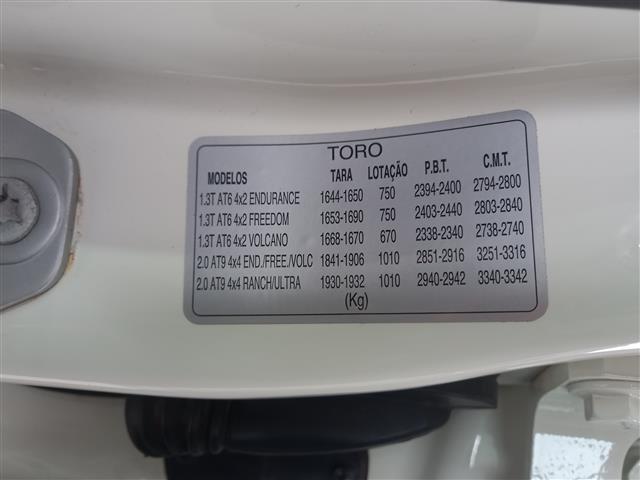 TORO
MODELOS TARA LOTAÇÃO P.B.T. C.M.T.
1.3T AT6 4x2 ENDURANCE 1644-1650 750 2394-2400 2794-2800
1.3T AT6 4x2 FREEDOM 1653-1690 750 2403-2440 2803-2840
1.3T AT6 4x2 VOLCANO 1668-1670 670 2338-2340 2738-2740
2.0 AT9 4x4 END./FREE./VOLC 1841-1906 1010 2851-2916 3251-3316
2.0 AT9 4x4 RANCH/ULTRA 1930-1932 1010 2940-2942 3340-3342
(Kg)